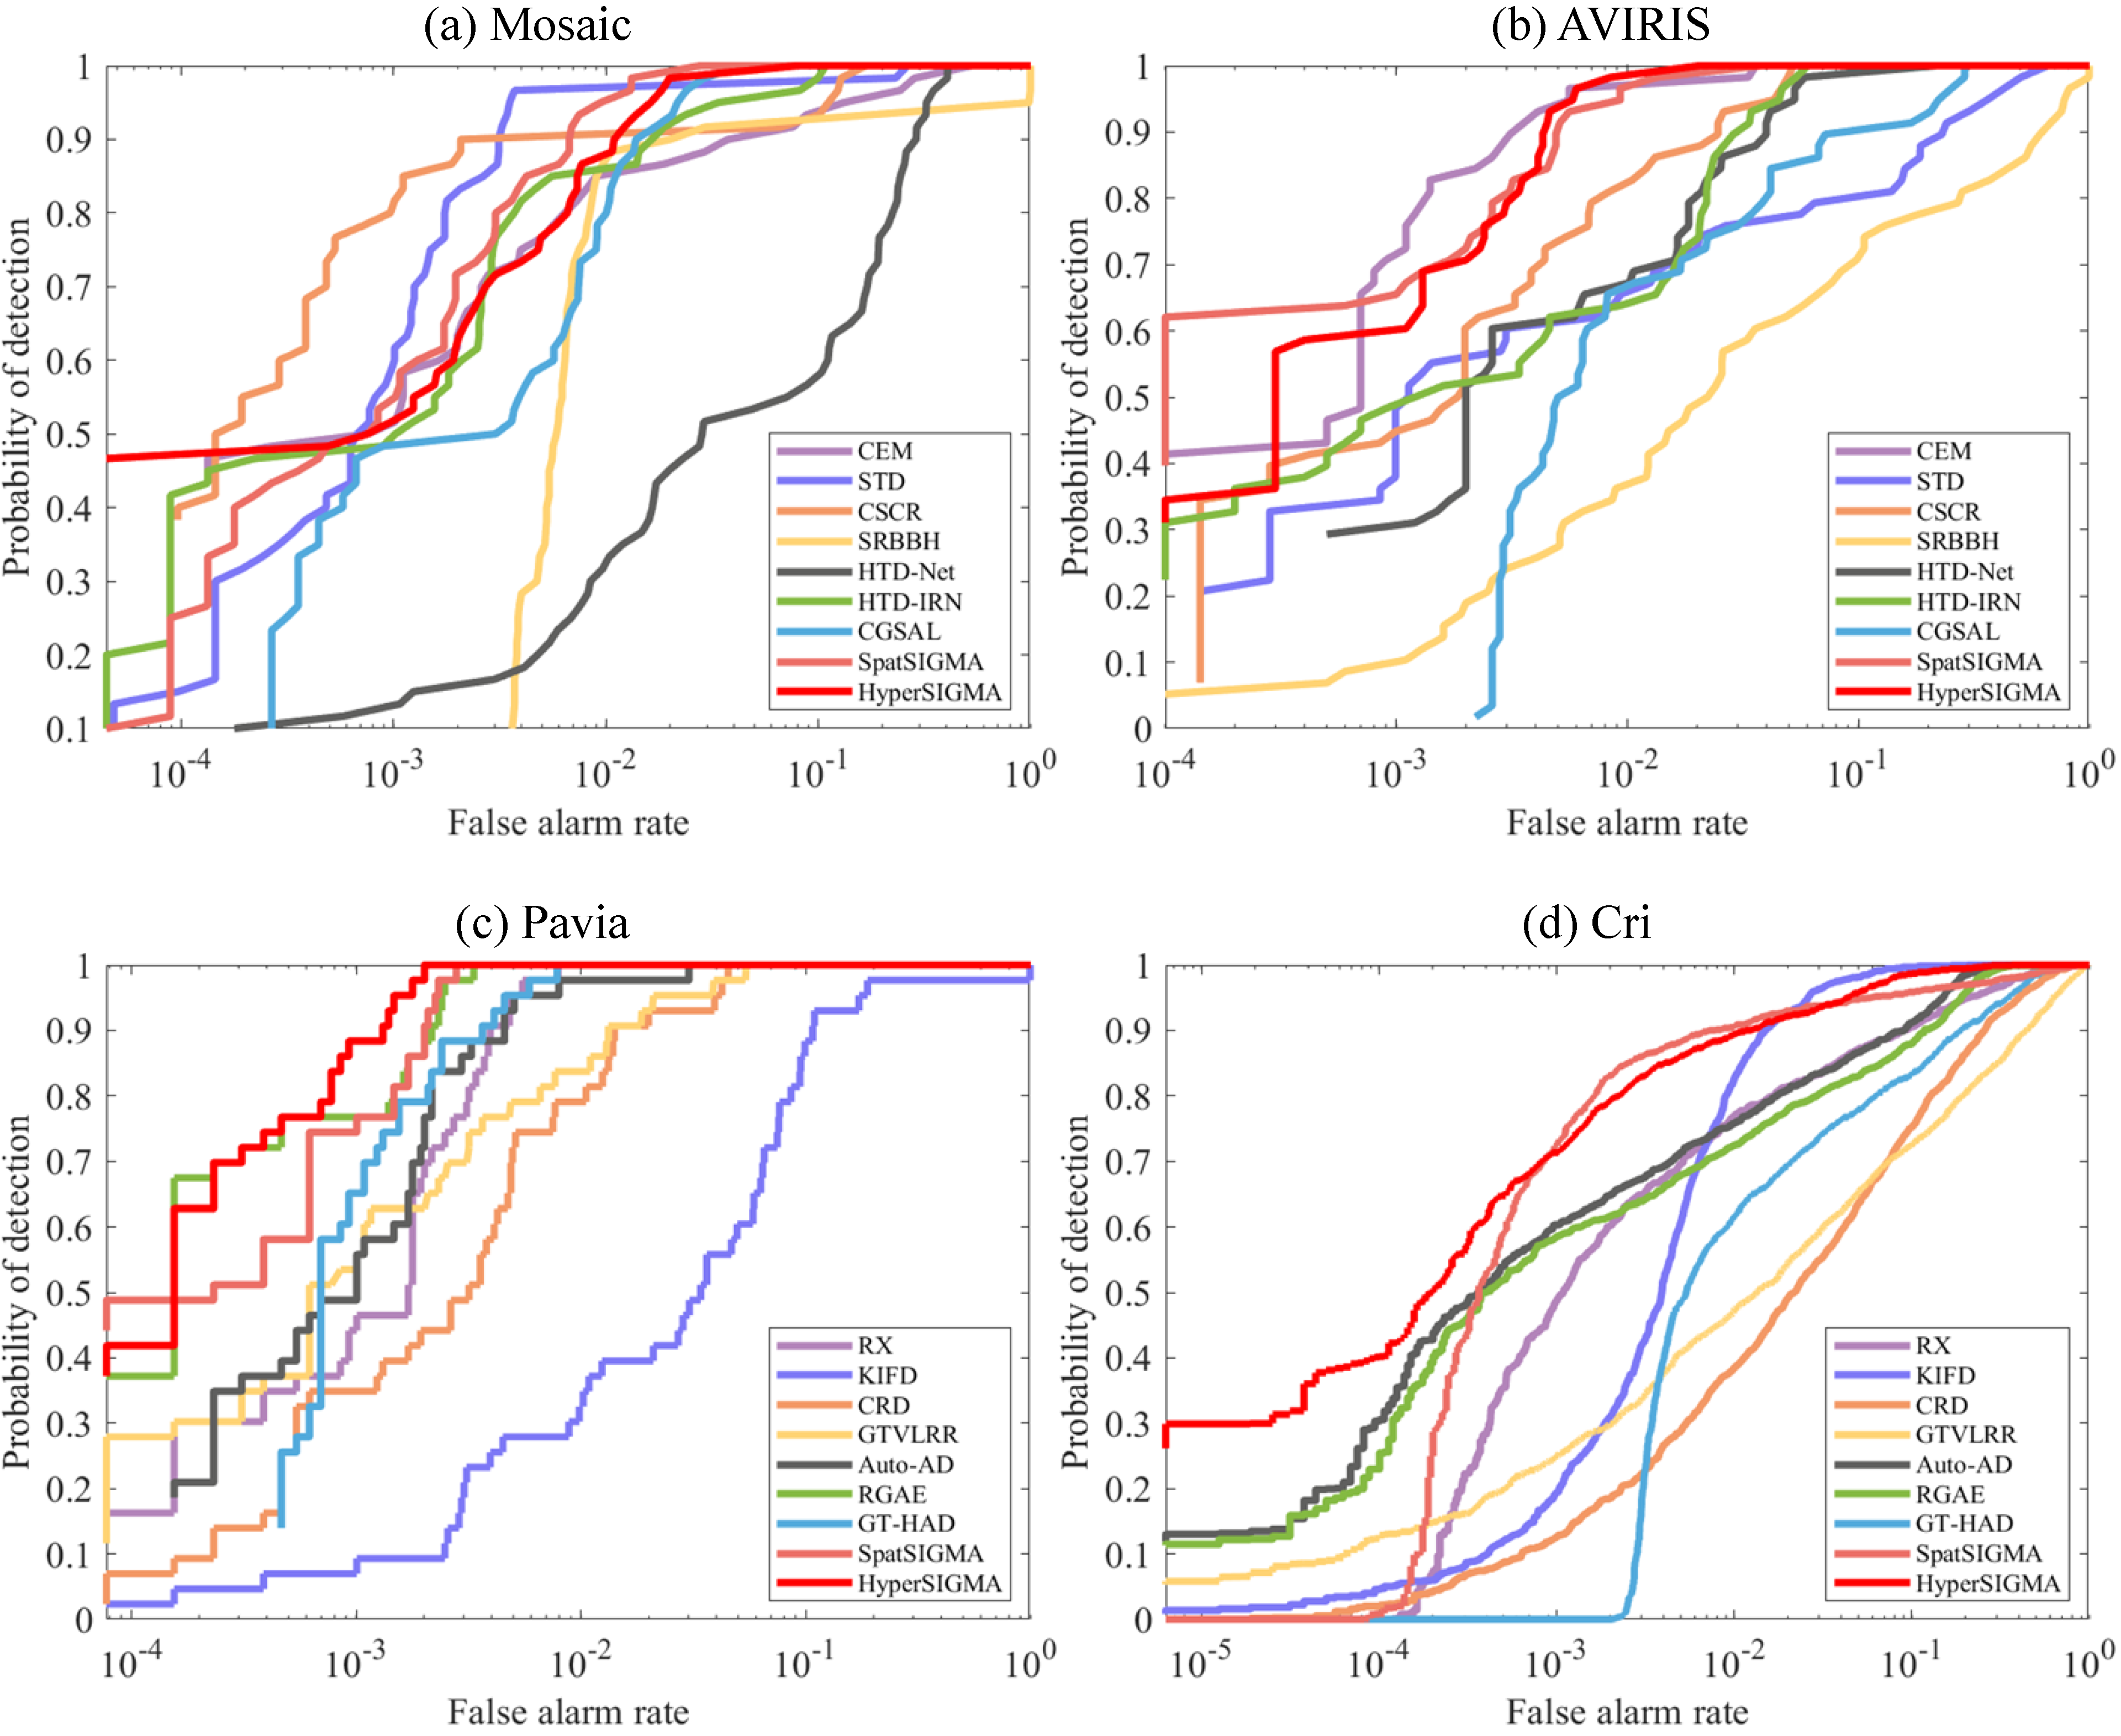 (a) Mosaic
Probability of detection
1
0.9
0.8
0.7
0.6
0.5
0.4
0.3
0.2
0.1
CEM
STD
CSCR
SRBBH
HTD-Net
HTD-IRN
CGSAL
SpatSIGMA
HyperSIGMA
10^-4 10^-3 10^-2 10^-1 10^0
False alarm rate
(b) AVIRIS
Probability of detection
1
0.9
0.8
0.7
0.6
0.5
0.4
0.3
0.2
0.1
0
CEM
STD
CSCR
SRBBH
HTD-Net
HTD-IRN
CGSAL
SpatSIGMA
HyperSIGMA
10^-4 10^-3 10^-2 10^-1 10^0
False alarm rate
(c) Pavia
Probability of detection
1
0.9
0.8
0.7
0.6
0.5
0.4
0.3
0.2
0.1
0
RX
KIFD
CRD
GTVLRR
Auto-AD
RGAE
GT-HAD
SpatSIGMA
HyperSIGMA
10^-4 10^-3 10^-2 10^-1 10^0
False alarm rate
(d) Cri
Probability of detection
1
0.9
0.8
0.7
0.6
0.5
0.4
0.3
0.2
0.1
0
RX
KIFD
CRD
GTVLRR
Auto-AD
RGAE
GT-HAD
SpatSIGMA
HyperSIGMA
10^-5 10^-4 10^-3 10^-2 10^-1 10^0
False alarm rate